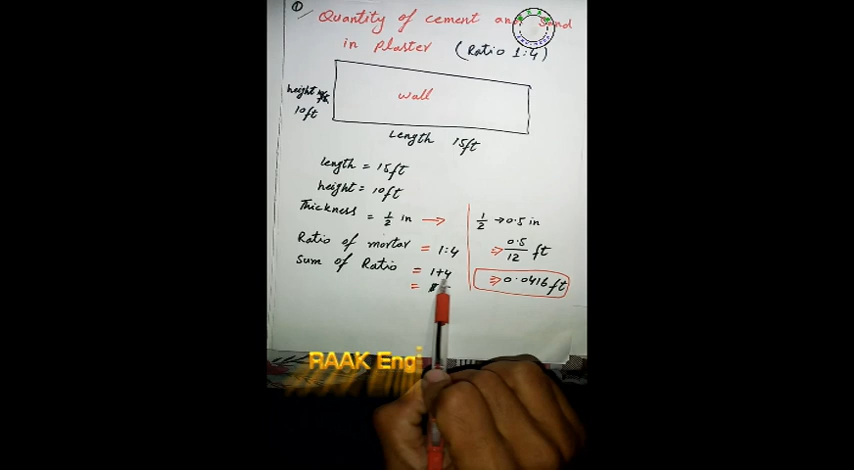 ①
Quantity of cement and Sand
in Plaster (Ratio 1:4)
wall
height
10ft
Length 15ft
length = 15ft
height = 10ft
Thickness = 1/2 in →
Ratio of mortar = 1:4
Sum of Ratio = 1+4
=
1/2 → 0.5 in
⇒ 0.5/12 ft
⇒ 0.0416 ft
RAAK Engi